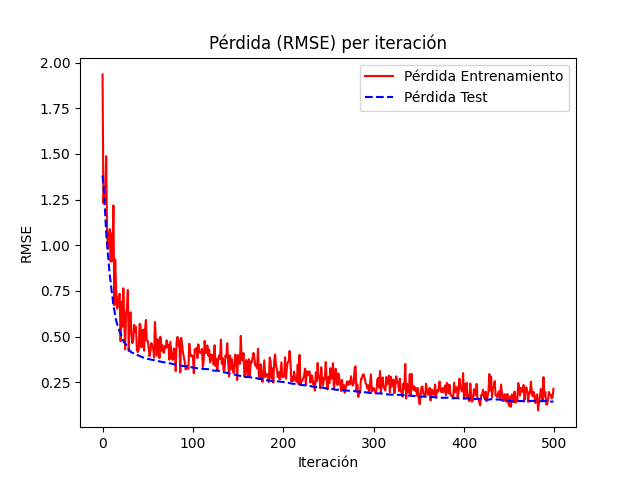 Pérdida (RMSE) per iteración
Pérdida Entrenamiento
Pérdida Test
RMSE
2.00
1.75
1.50
1.25
1.00
0.75
0.50
0.25
0
100
200
300
400
500
Iteración